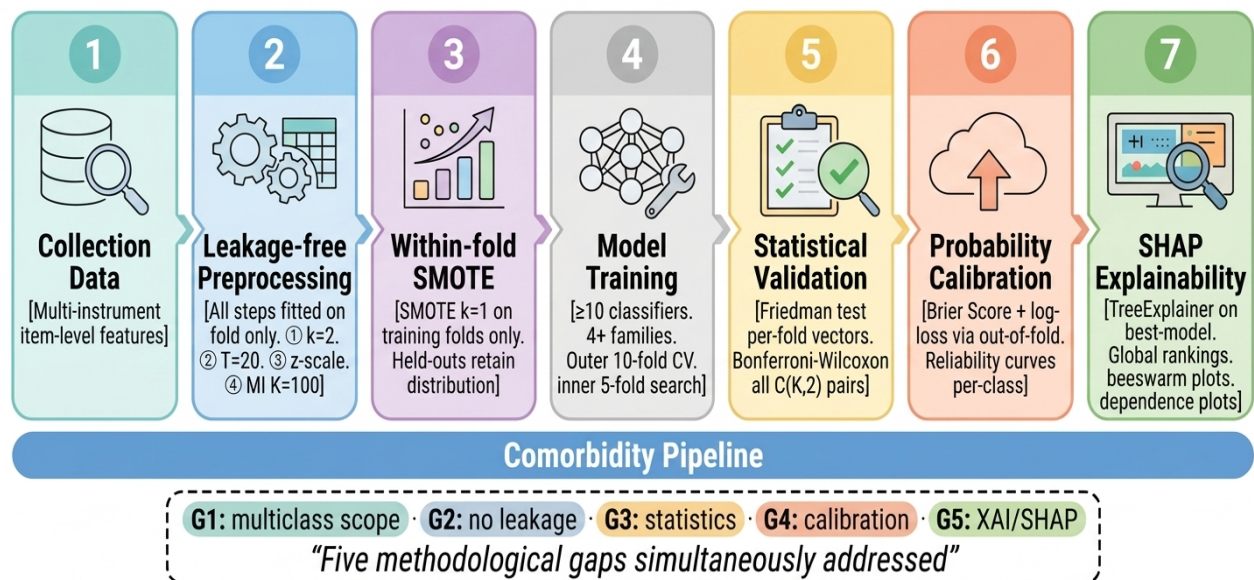 1
Collection
Data
[Multi-instrument
item-level features]
2
Leakage-free
Preprocessing
[All steps fitted on
fold only. ① k=2.
② T=20. ③ z-scale.
④ MI K=100]
3
Within-fold
SMOTE
[SMOTE k=1 on
training folds only.
Held-outs retain
distribution]
4
Model
Training
[≥10 classifiers.
4+ families.
Outer 10-fold CV.
inner 5-fold search]
5
Statistical
Validation
[Friedman test
per-fold vectors.
Bonferroni-Wilcoxon
all C(K,2) pairs]
6
Probability
Calibration
[Brier Score + log-
loss via out-of-fold.
Reliability curves
per-class]
7
SHAP
Explainability
[TreeExplainer on
best-model.
Global rankings.
beeswarm plots.
dependence plots]
Comorbidity Pipeline
G1: multiclass scope · G2: no leakage · G3: statistics · G4: calibration · G5: XAI/SHAP
“Five methodological gaps simultaneously addressed”